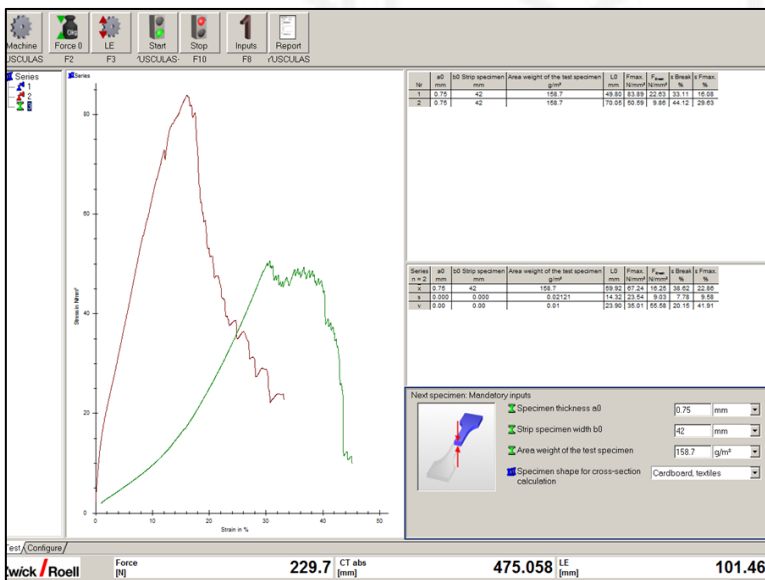 Machine Force 0 LE Start Stop Inputs Report
USCULAS F2 F3 'USCULAS· F10 F8 r'USCULAS
Series
1
2
3
Series
80
60
40
20
0
Stress in N/mm²
0 10 20 30 40 50
Strain in %
Nr a0 mm b0 Strip specimen mm Area weight of the test specimen g/m² L0 mm Fmax. N/mm² F N/mm² s Break % s Fmax. %
1 0.75 42 158.7 49.80 83.89 22.63 33.11 16.08
2 0.75 42 158.7 70.05 50.59 9.86 44.12 29.63
Series n = 2 a0 mm b0 Strip specimen mm Area weight of the test specimen g/m² L0 mm Fmax. N/mm² F N/mm² s Break % s Fmax. %
x 0.75 42 158.7 59.92 67.24 16.25 38.62 22.86
s 0.000 0.000 0.02121 14.32 23.54 9.03 7.78 9.58
v 0.00 0.00 0.01 23.90 35.01 55.58 20.15 41.91
Next specimen: Mandatory inputs
Specimen thickness a0 0.75 mm
Strip specimen width b0 42 mm
Area weight of the test specimen 158.7 g/m²
Specimen shape for cross-section calculation Cardboard, textiles
Test Configure
Zwick / Roell Force [N] 229.7 CT abs [mm] 475.058 LE [mm] 101.46